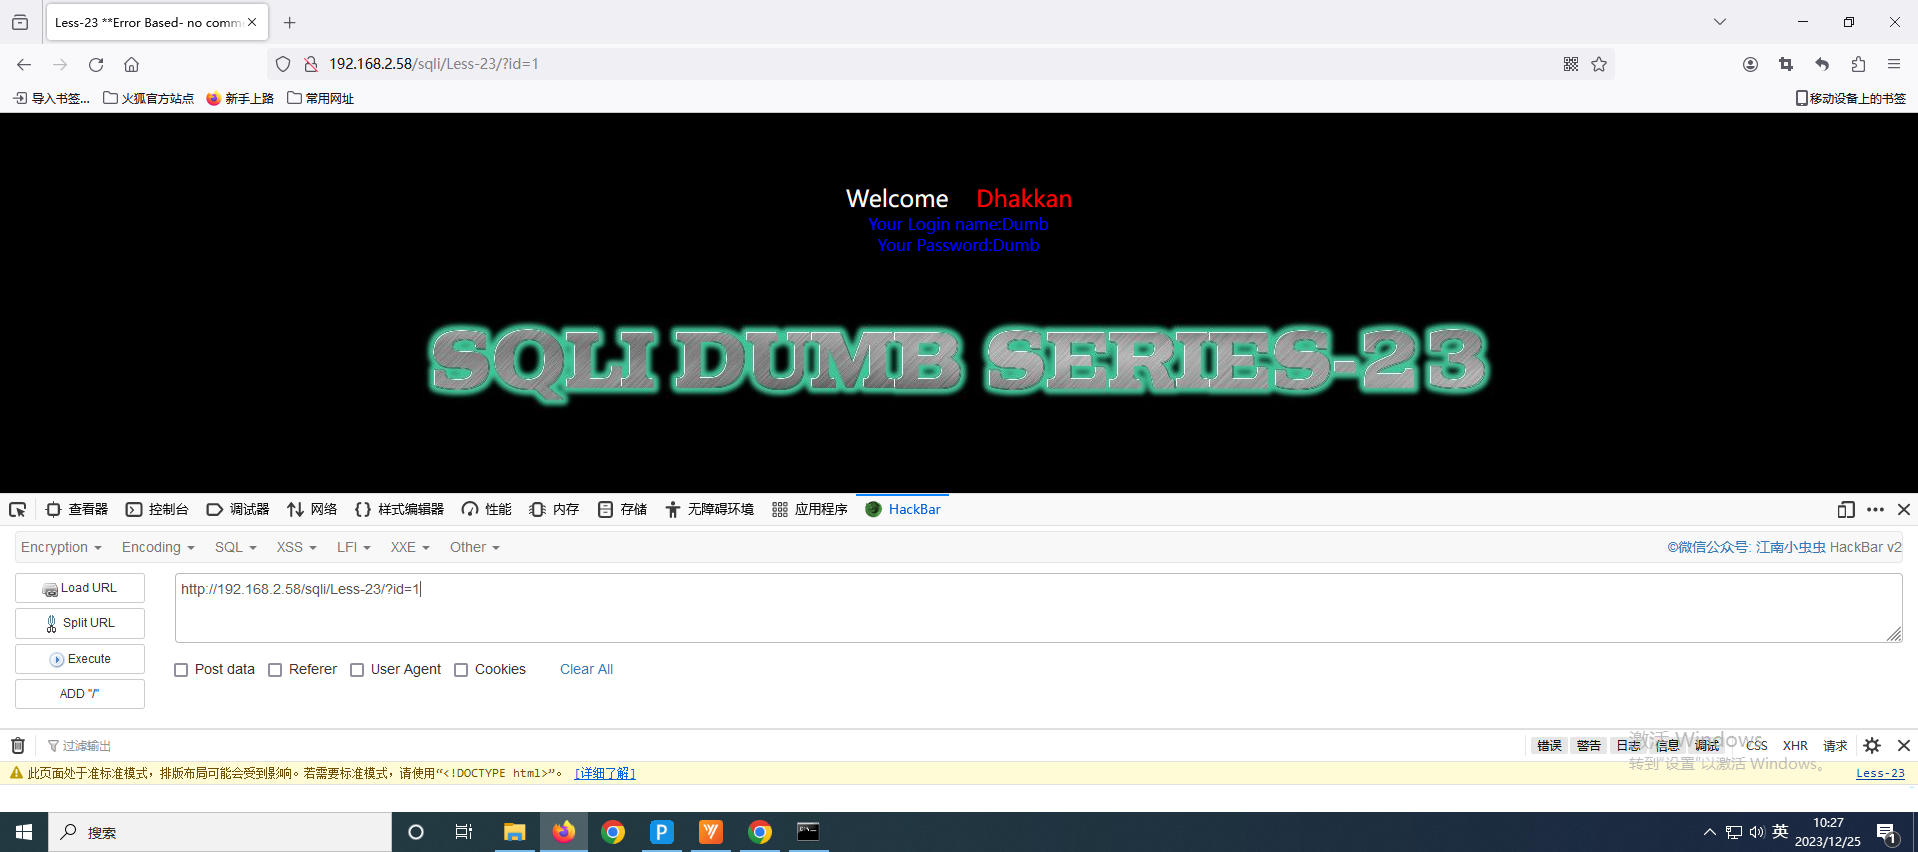 Less-23 **Error Based- no comm
192.168.2.58/sqli/Less-23/?id=1
导入书签... 火狐官方站点 新手上路 常用网址 移动设备上的书签
Welcome Dhakkan
Your Login name:Dumb
Your Password:Dumb
SQLI DUMB SERIES-23
查看器 控制台 调试器 网络 样式编辑器 性能 内存 存储 无障碍环境 应用程序 HackBar
Encryption Encoding SQL XSS LFI XXE Other ©微信公众号: 江南小虫虫 HackBar v2
Load URL http://192.168.2.58/sqli/Less-23/?id=1
Split URL
Execute Post data Referer User Agent Cookies Clear All
ADD "/"
过滤输出 错误 警告 日志 信息 调试 CSS XHR 请求
激活 Windows
转到"设置"以激活 Windows。
此页面处于准标准模式，排版布局可能会受到影响。若需要标准模式，请使用“<!DOCTYPE html>”。 [详细了解] Less-23
搜索 英 10:27
2023/12/25 1